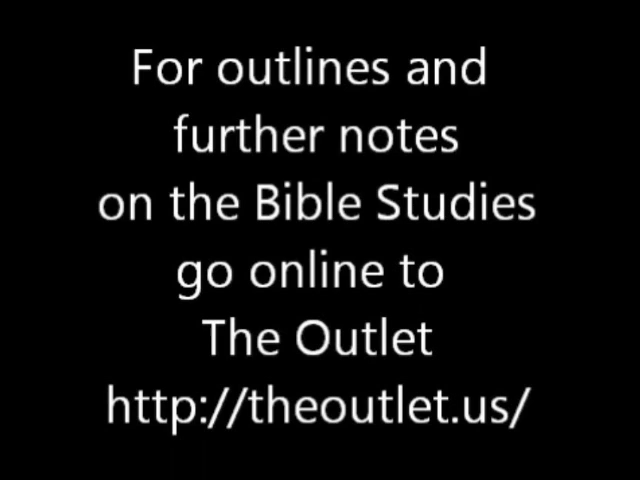 For outlines and
further notes
on the Bible Studies
go online to
The Outlet
http://theoutlet.us/